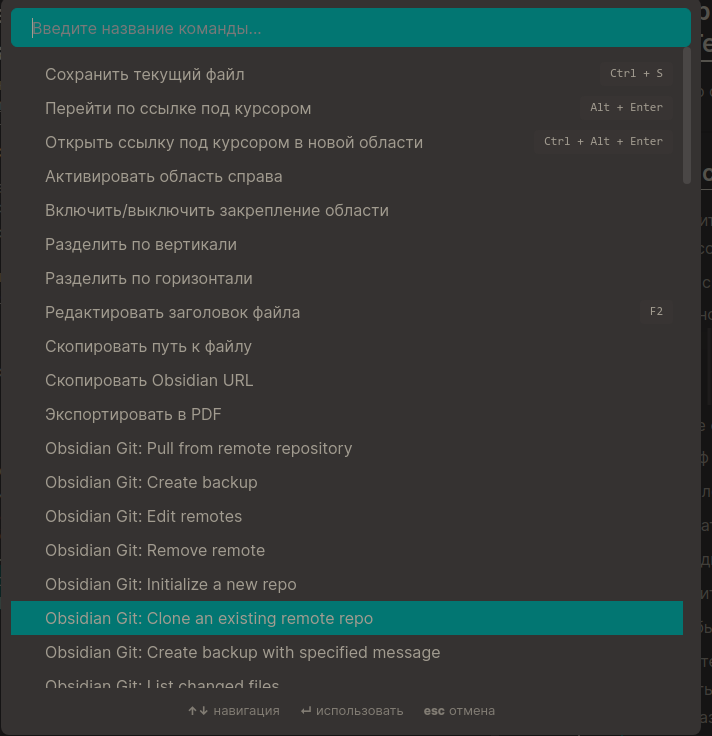 Введите название команды...
Сохранить текущий файл Ctrl + S
Перейти по ссылке под курсором Alt + Enter
Открыть ссылку под курсором в новой области Ctrl + Alt + Enter
Активировать область справа
Включить/выключить закрепление области
Разделить по вертикали
Разделить по горизонтали
Редактировать заголовок файла F2
Скопировать путь к файлу
Скопировать Obsidian URL
Экспортировать в PDF
Obsidian Git: Pull from remote repository
Obsidian Git: Create backup
Obsidian Git: Edit remotes
Obsidian Git: Remove remote
Obsidian Git: Initialize a new repo
Obsidian Git: Clone an existing remote repo
Obsidian Git: Create backup with specified message
Obsidian Git: List changed files
↑↓ навигация ↵ использовать esc отмена